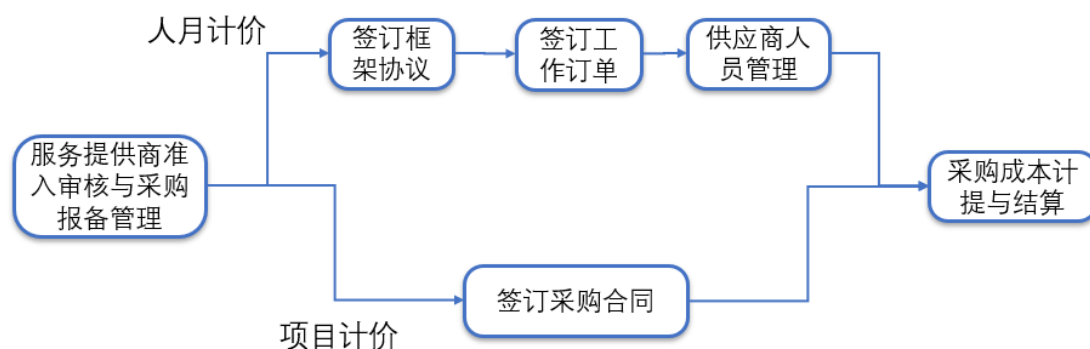 人月计价
签订框
架协议
签订工
作订单
供应商人
员管理
服务提供商准
入审核与采购
报备管理
采购成本计
提与结算
签订采购合同
项目计价